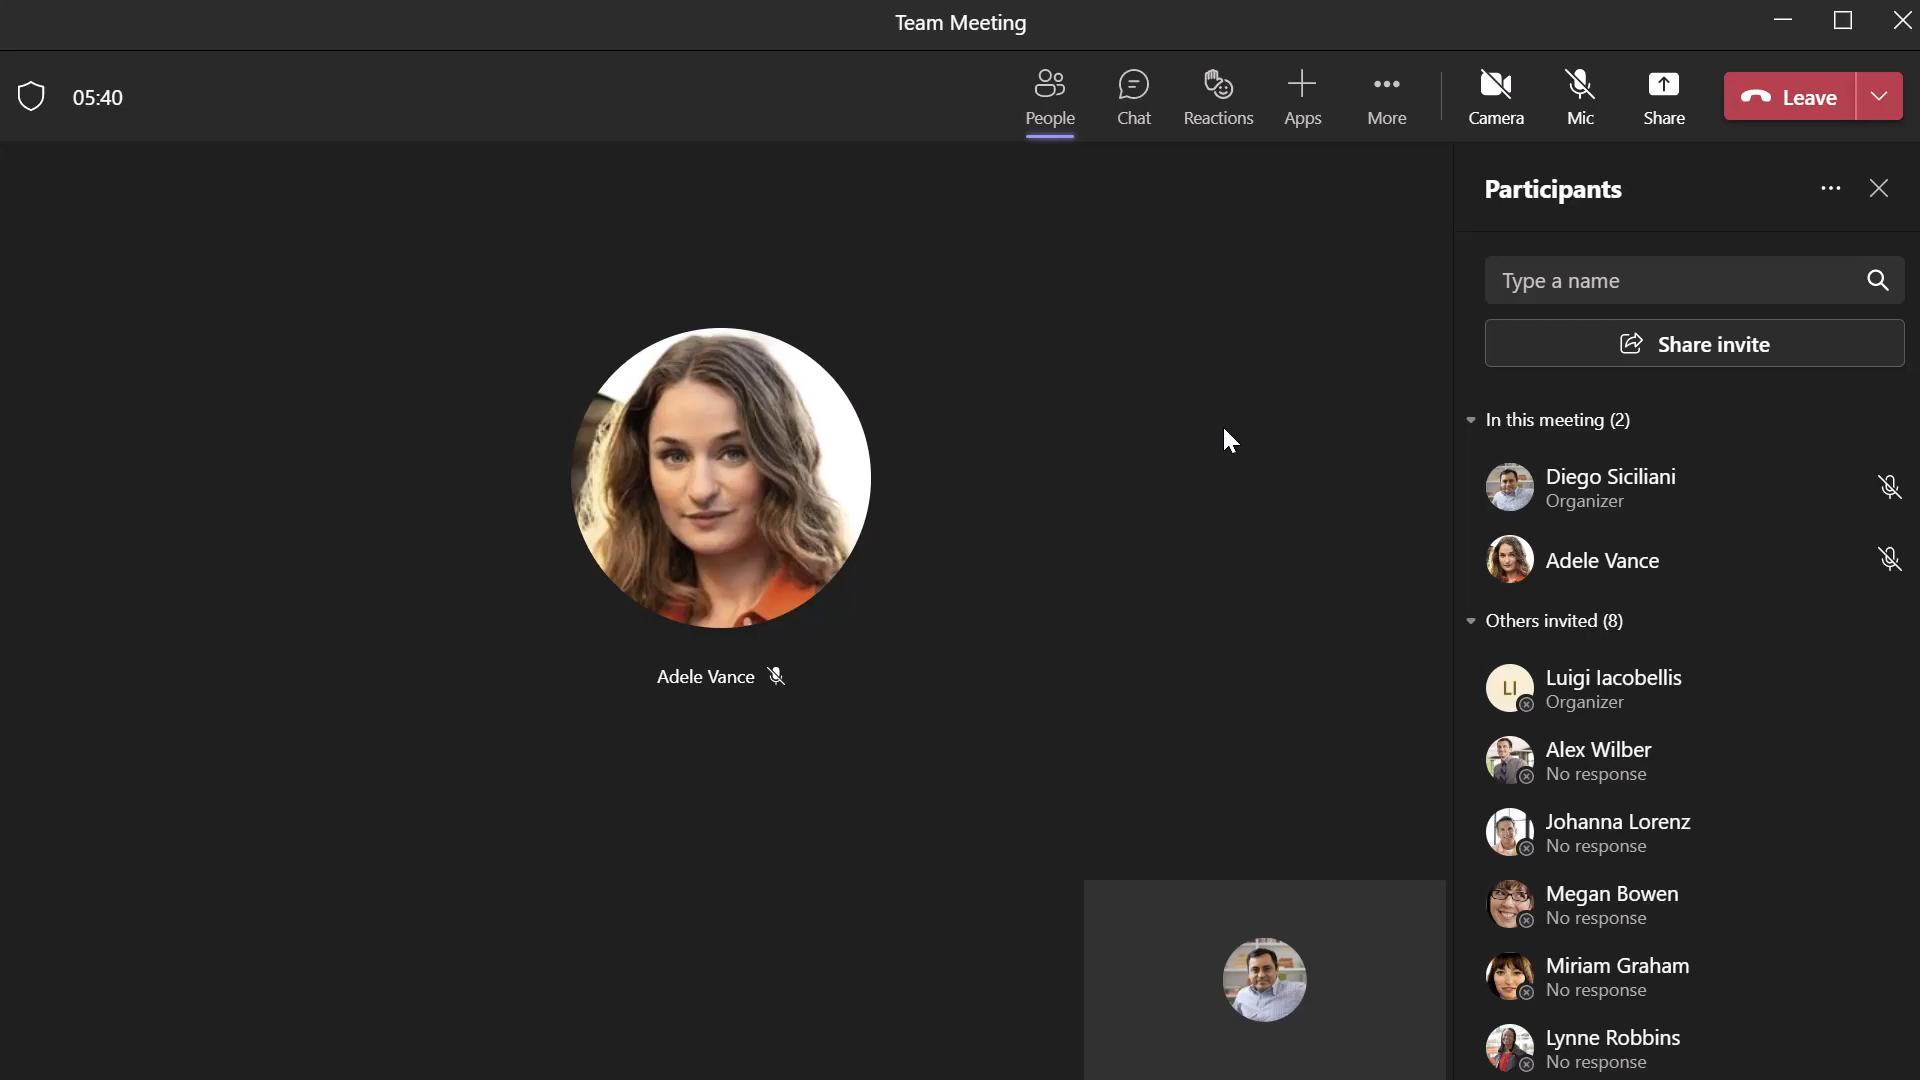 Team Meeting
05:40
People
Chat
Reactions
Apps
More
Camera
Mic
Share
Leave
Participants
Type a name
Share invite
In this meeting (2)
Diego Siciliani
Organizer
Adele Vance
Adele Vance
Others invited (8)
LI
Luigi Iacobellis
Organizer
Alex Wilber
No response
Johanna Lorenz
No response
Megan Bowen
No response
Miriam Graham
No response
Lynne Robbins
No response